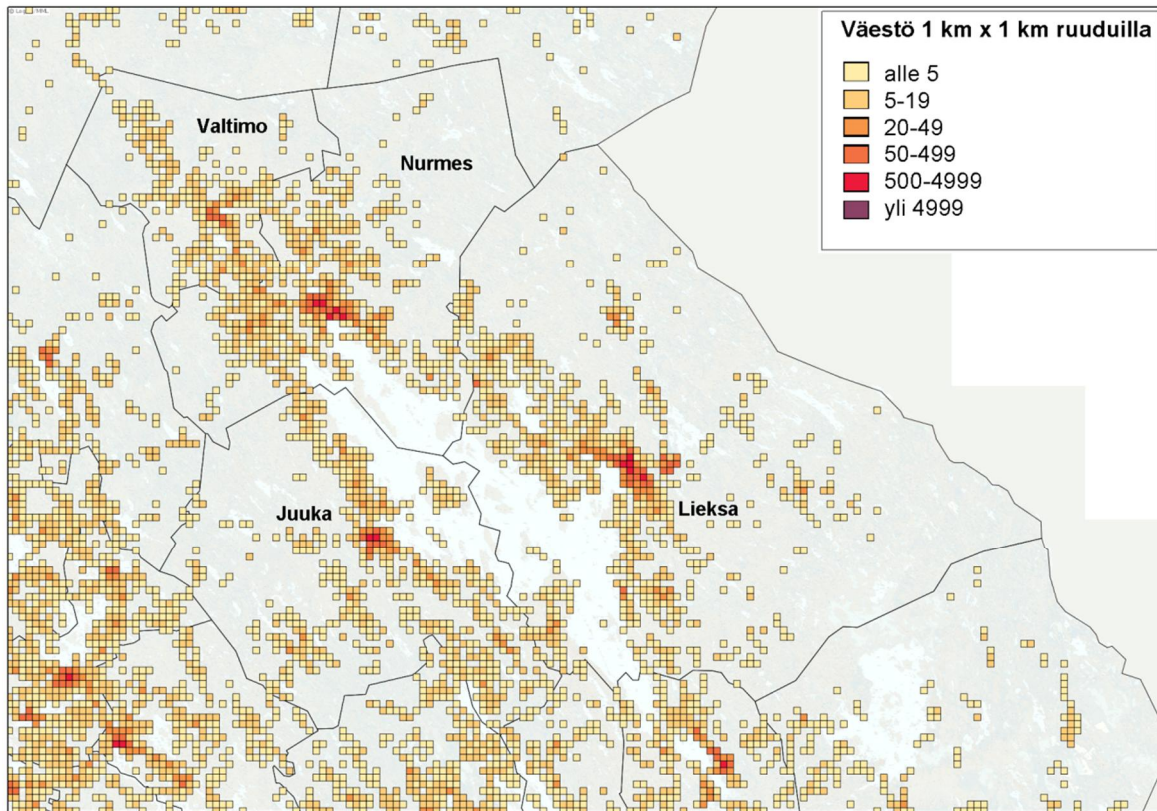 Väestö 1 km x 1 km ruuduilla
alle 5
5-19
20-49
50-499
500-4999
yli 4999
Valtimo
Nurmes
Juuka
Lieksa